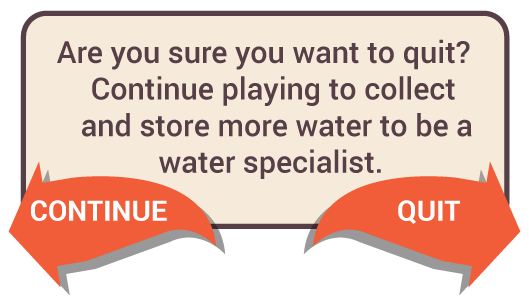 Are you sure you want to quit?
Continue playing to collect
and store more water to be a
water specialist.
CONTINUE
QUIT